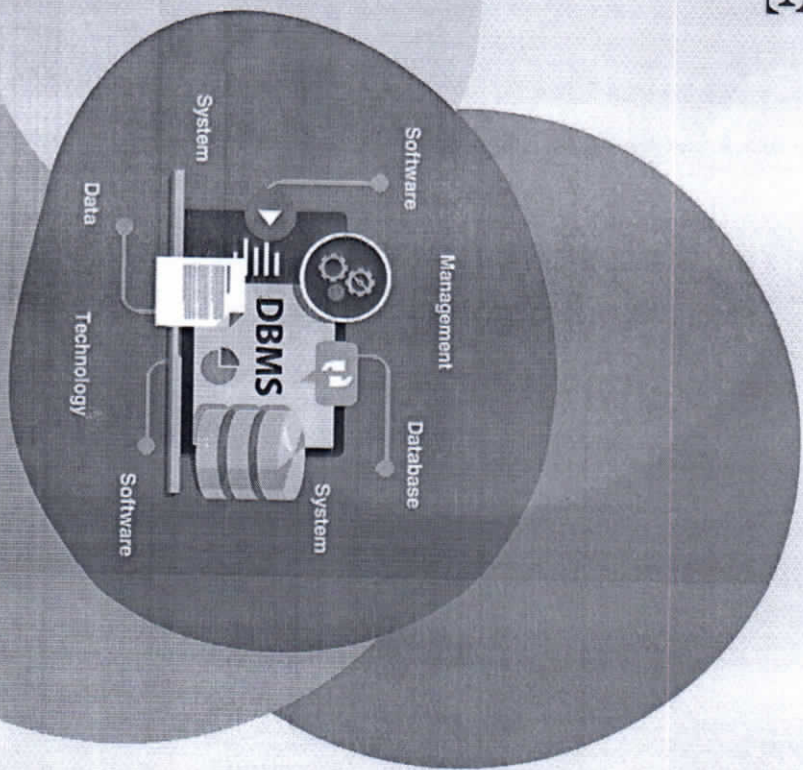 Management
Software
Database
System
DBMS
System
Software
Data
Technology